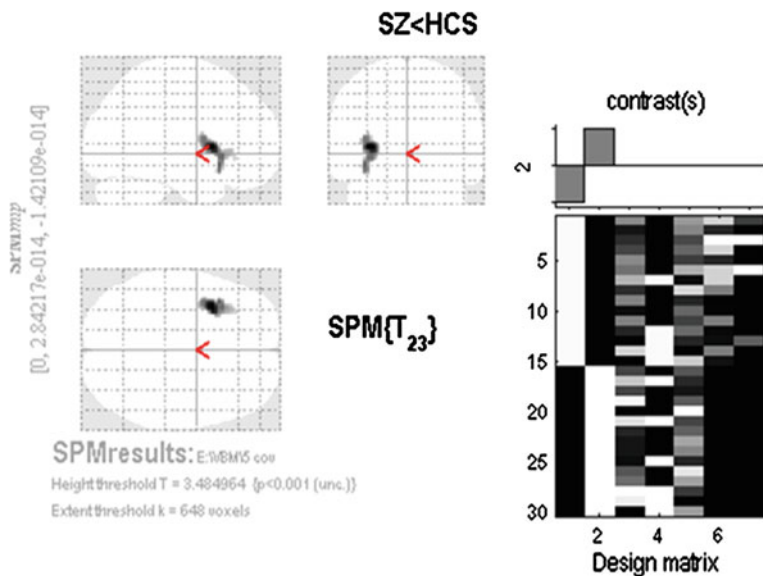 SZ<HCS
SPMmip
[0, 2.84217e-014, -1.42109e-014]
<
<
<
SPM{T23}
SPMresults: E:\VBM\5 cov
Height threshold T = 3.484964 {p<0.001 (unc.)}
Extent threshold k = 648 voxels
contrast(s)
2
5
10
15
20
25
30
2 4 6
Design matrix